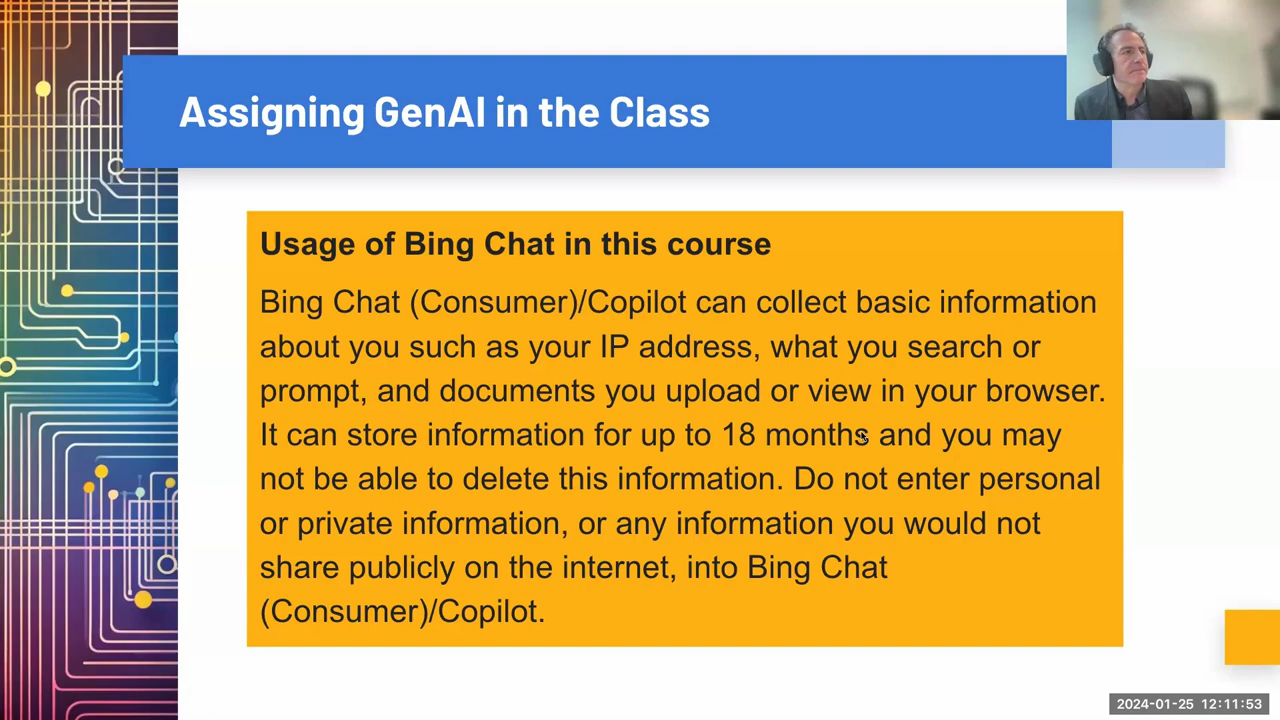 Assigning GenAI in the Class
Usage of Bing Chat in this course
Bing Chat (Consumer)/Copilot can collect basic information
about you such as your IP address, what you search or
prompt, and documents you upload or view in your browser.
It can store information for up to 18 months and you may
not be able to delete this information. Do not enter personal
or private information, or any information you would not
share publicly on the internet, into Bing Chat
(Consumer)/Copilot.
2024-01-25 12:11:53